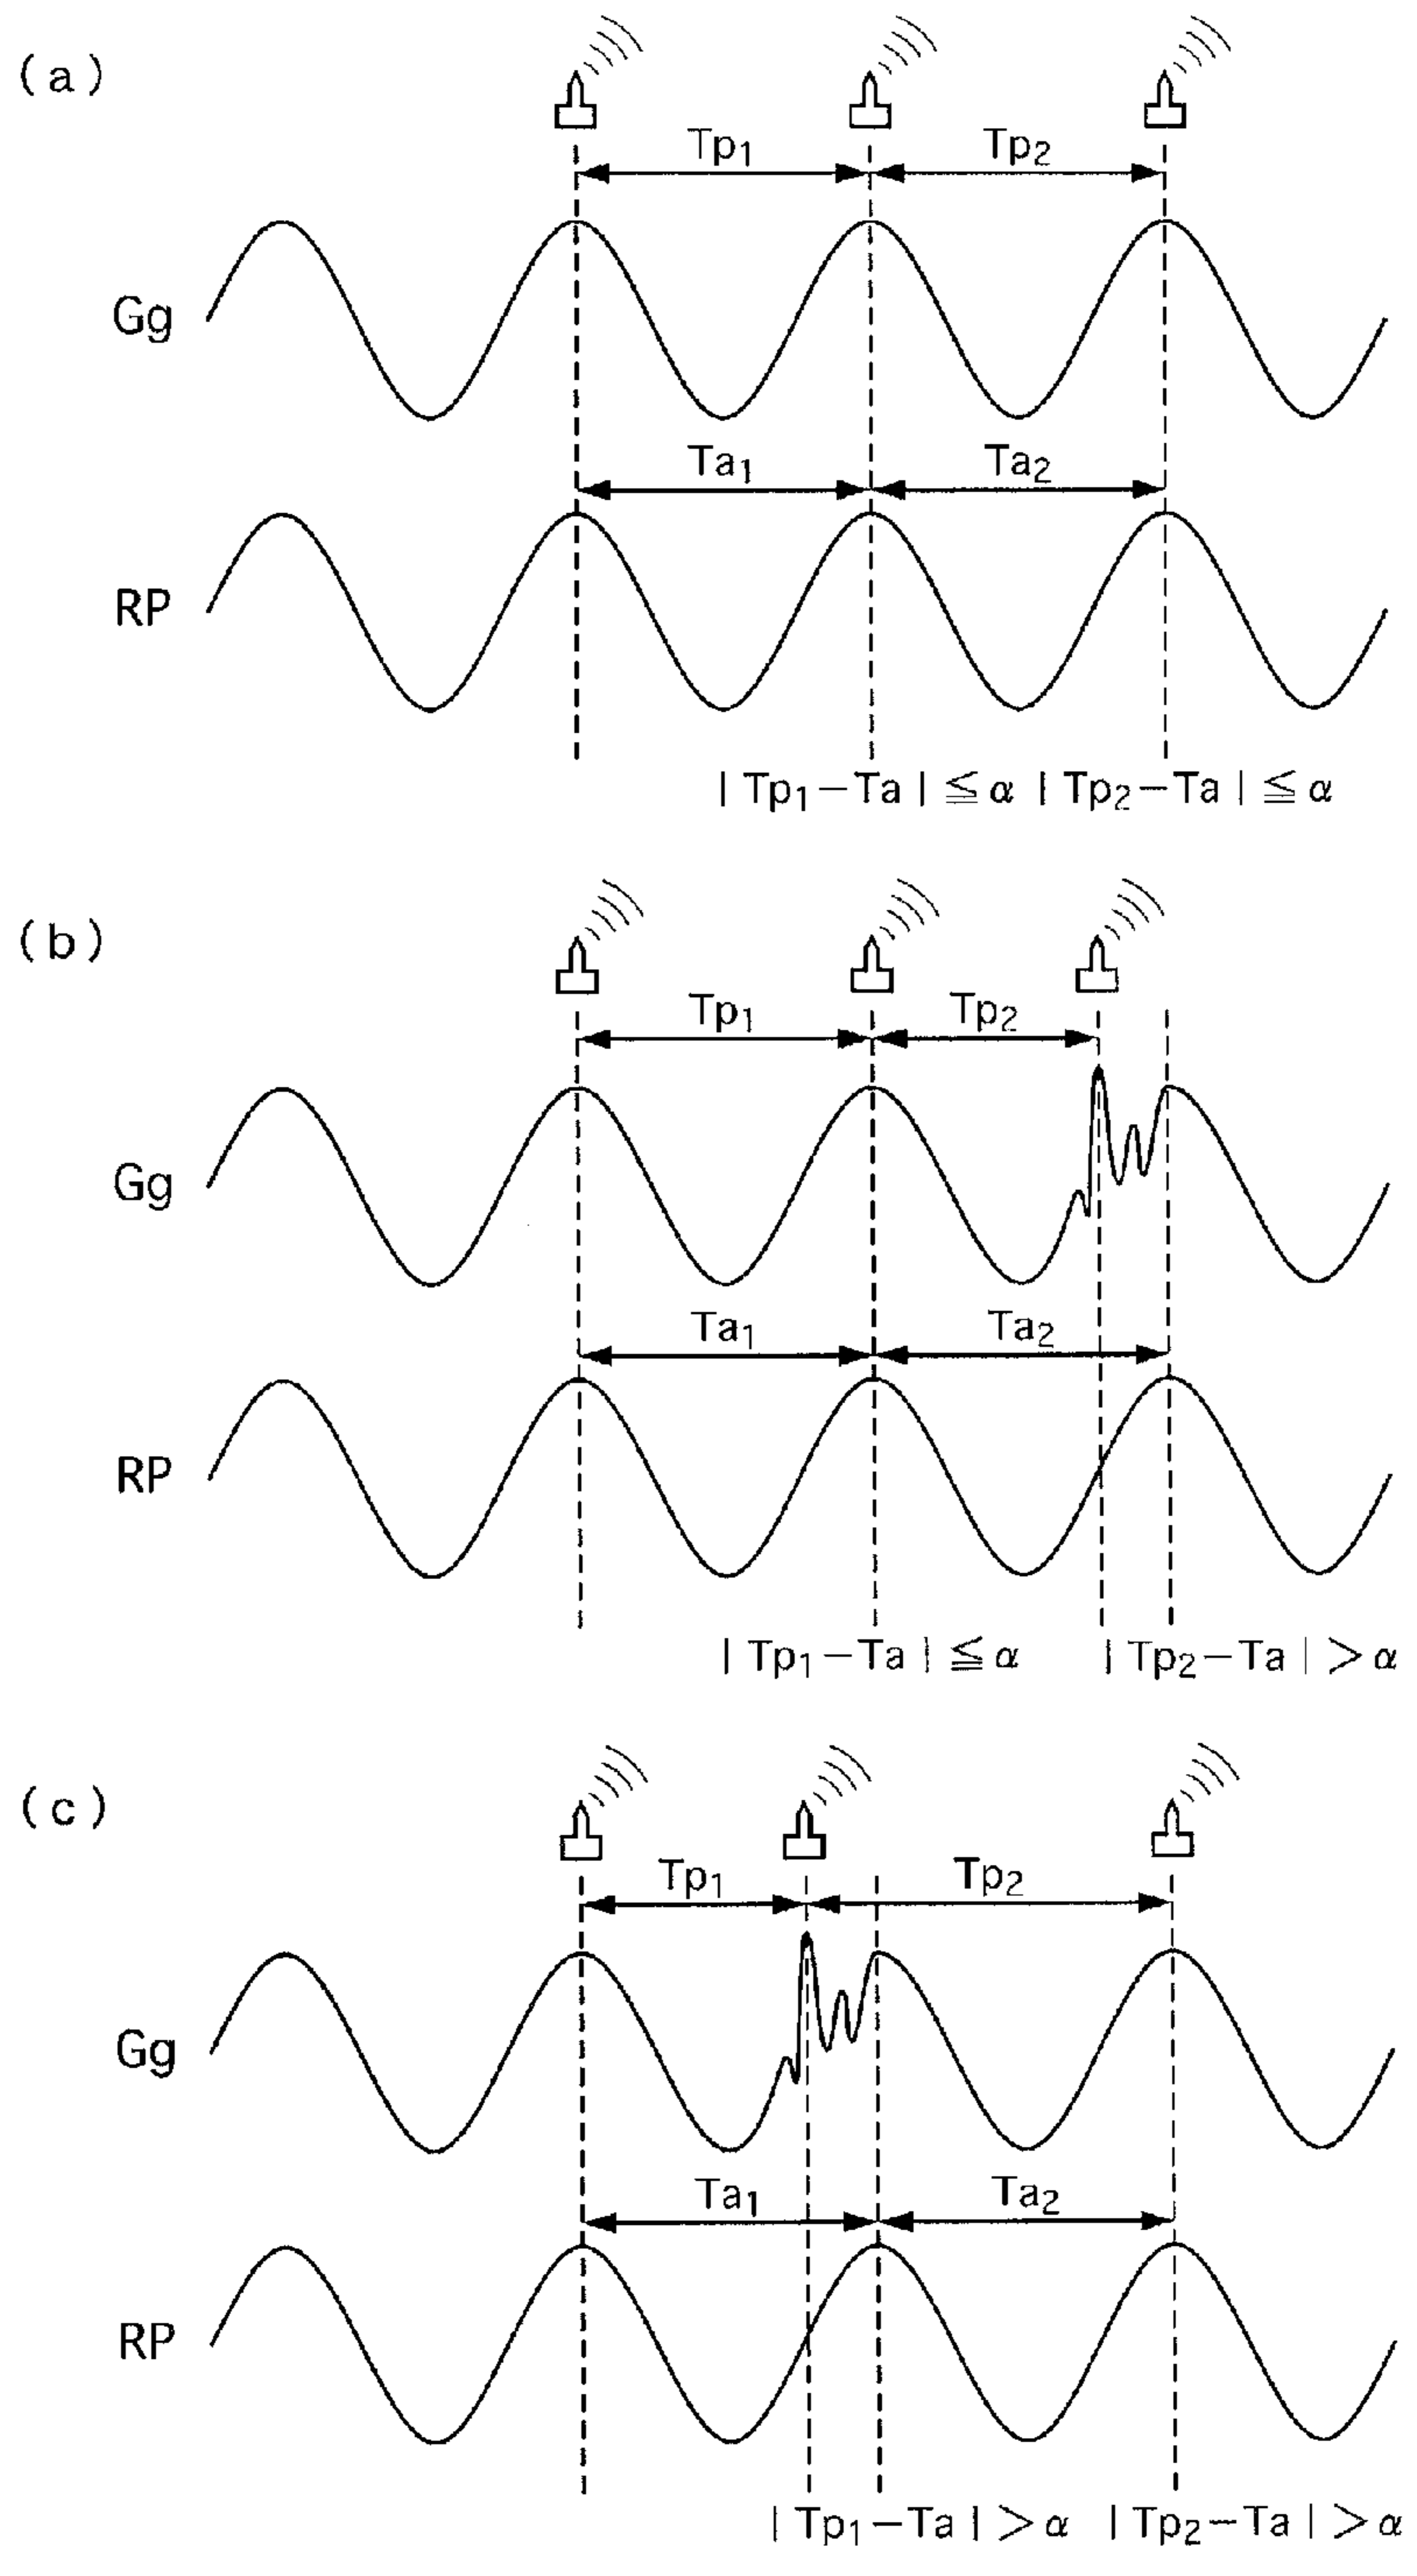 (a)
Tp₁ Tp₂
Gg
Ta₁ Ta₂
RP
|Tp₁−Ta|≦α |Tp₂−Ta|≦α
(b)
Tp₁ Tp₂
Gg
Ta₁ Ta₂
RP
|Tp₁−Ta|≦α |Tp₂−Ta|>α
(c)
Tp₁ Tp₂
Gg
Ta₁ Ta₂
RP
|Tp₁−Ta|>α |Tp₂−Ta|>α